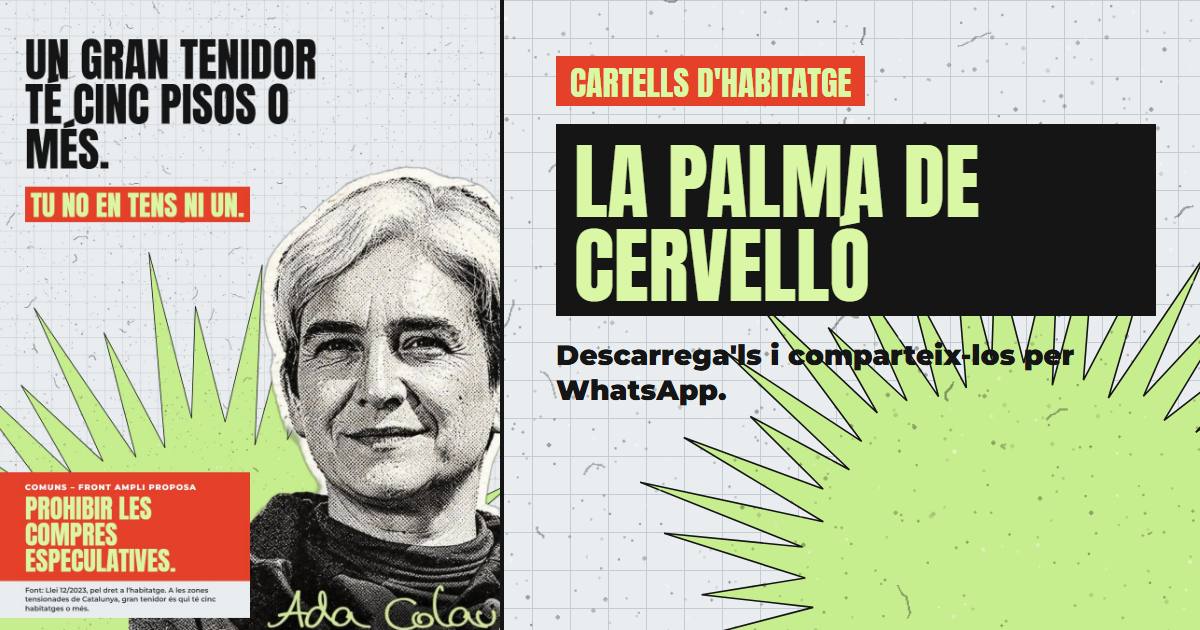 UN GRAN TENIDOR
TÉ CINC PISOS O
MÉS.
TU NO EN TENS NI UN.
COMUNS – FRONT AMPLI PROPOSA
PROHIBIR LES
COMPRES
ESPECULATIVES.
Font: Llei 12/2023, pel dret a l'habitatge. A les zones
tensionades de Catalunya, gran tenidor és qui té cinc
habitatges o més.
Ada Colau
CARTELLS D'HABITATGE
LA PALMA DE
CERVELLÓ
Descarrega'ls i comparteix-los per
WhatsApp.